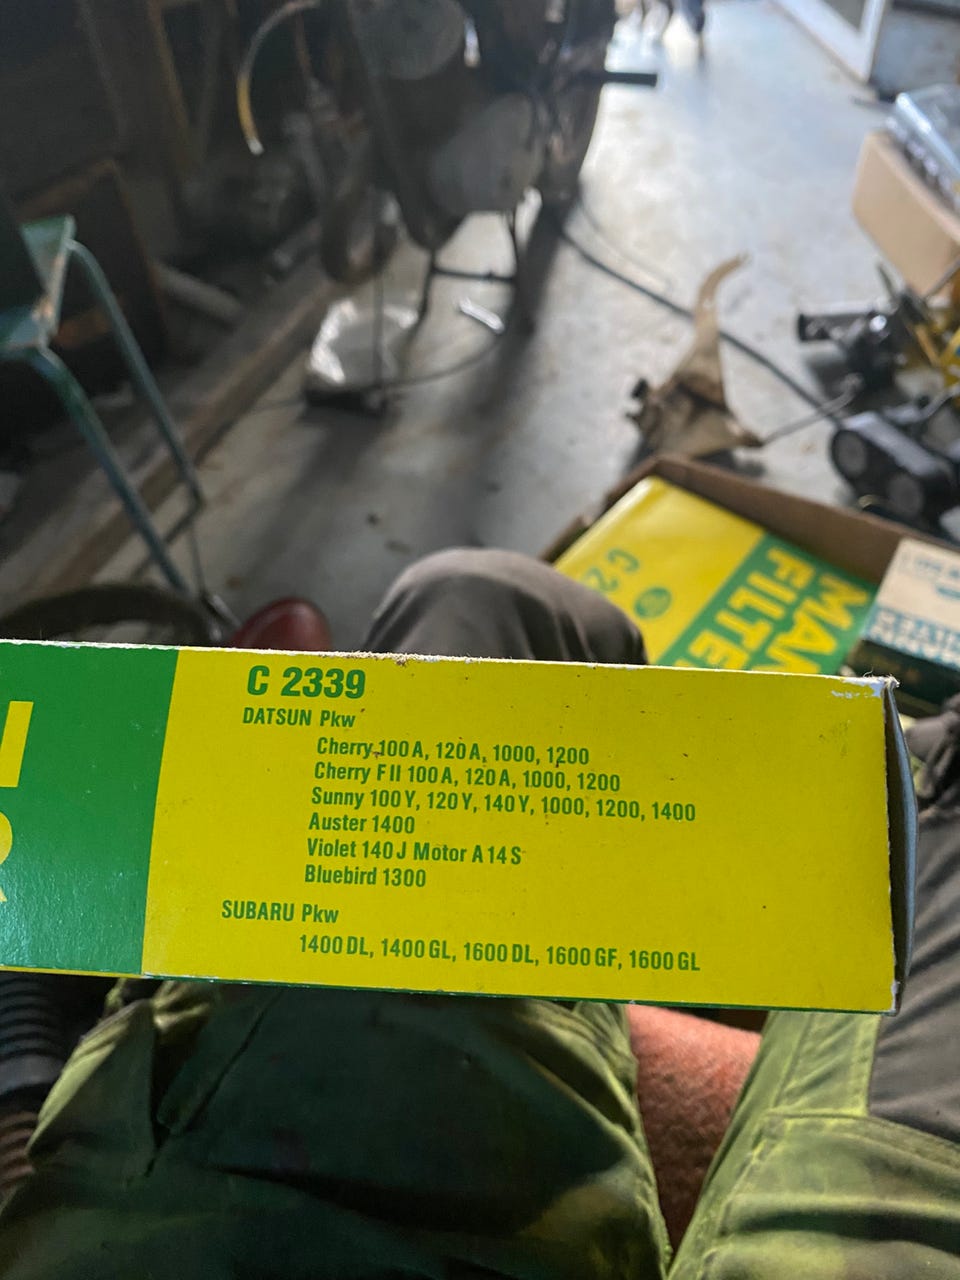 C 2339
DATSUN Pkw
Cherry 100 A, 120 A, 1000, 1200
Cherry F II 100 A, 120 A, 1000, 1200
Sunny 100 Y, 120 Y, 140 Y, 1000, 1200, 1400
Auster 1400
Violet 140 J Motor A 14 S
Bluebird 1300
SUBARU Pkw
1400 DL, 1400 GL, 1600 DL, 1600 GF, 1600 GL
MANN
FILTER